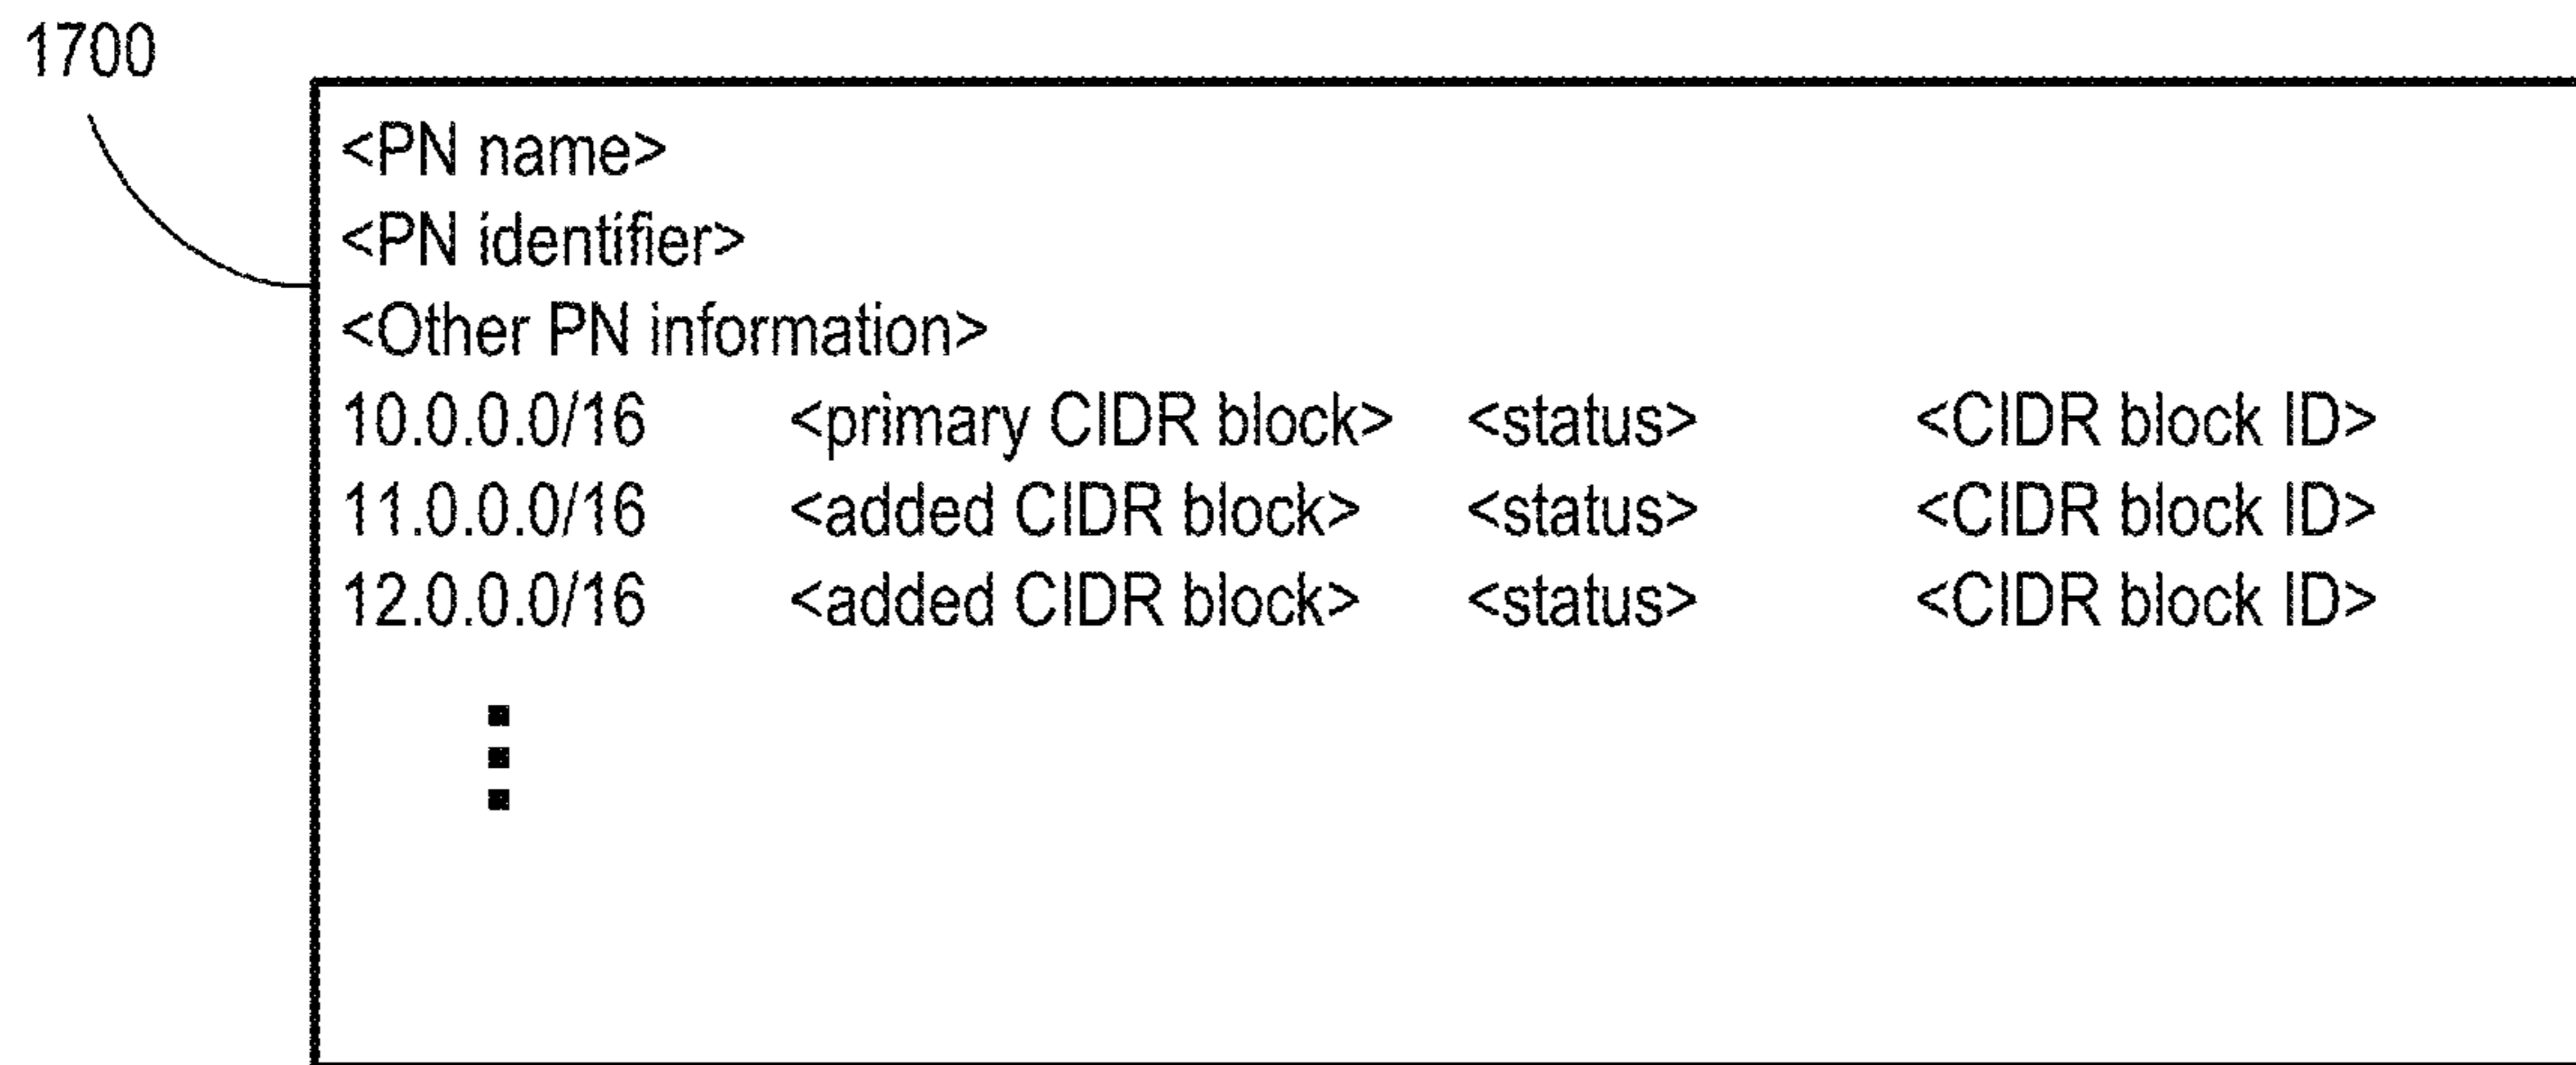 1700
<PN name>
<PN identifier>
<Other PN information>
10.0.0.0/16 <primary CIDR block> <status> <CIDR block ID>
11.0.0.0/16 <added CIDR block> <status> <CIDR block ID>
12.0.0.0/16 <added CIDR block> <status> <CIDR block ID>